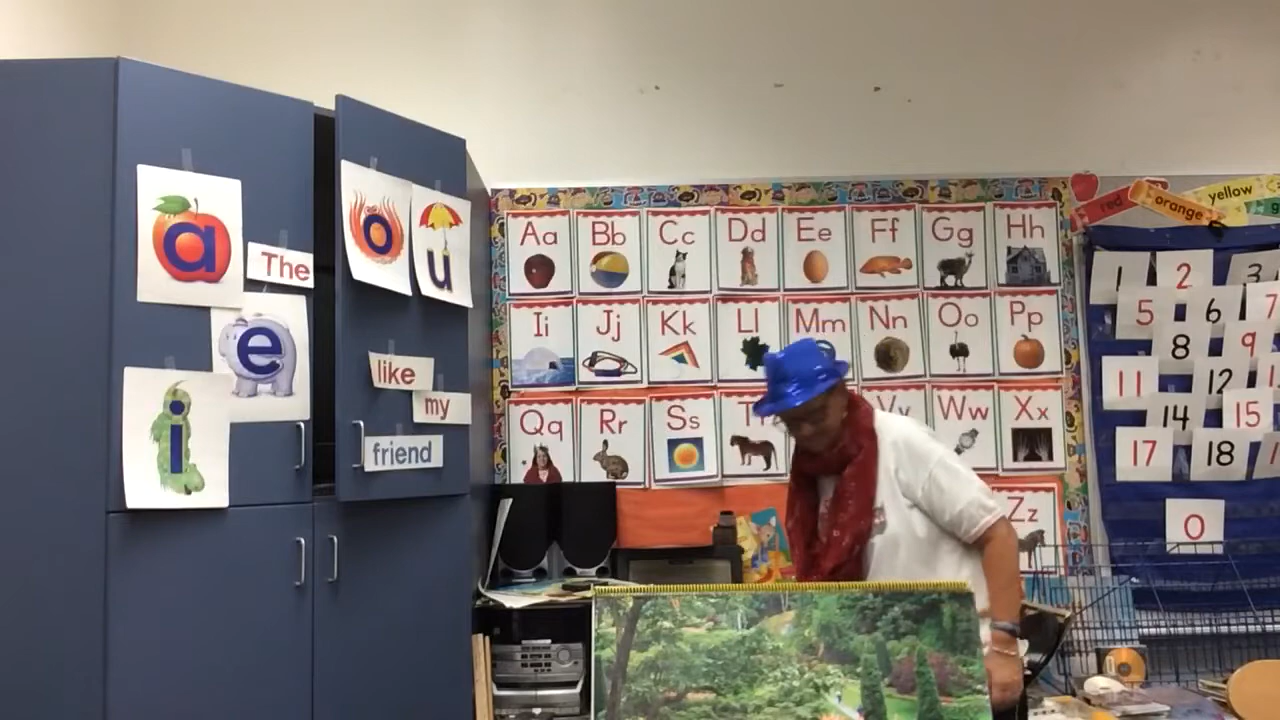 a
The
e
i
o
u
like
my
friend
Aa Bb Cc Dd Ee Ff Gg Hh
Ii Jj Kk Ll Mm Nn Oo Pp
Qq Rr Ss Vv Ww Xx
Zz
red orange yellow
1 2 3
5 6 7
8 9
11 12
14 15
17 18
0